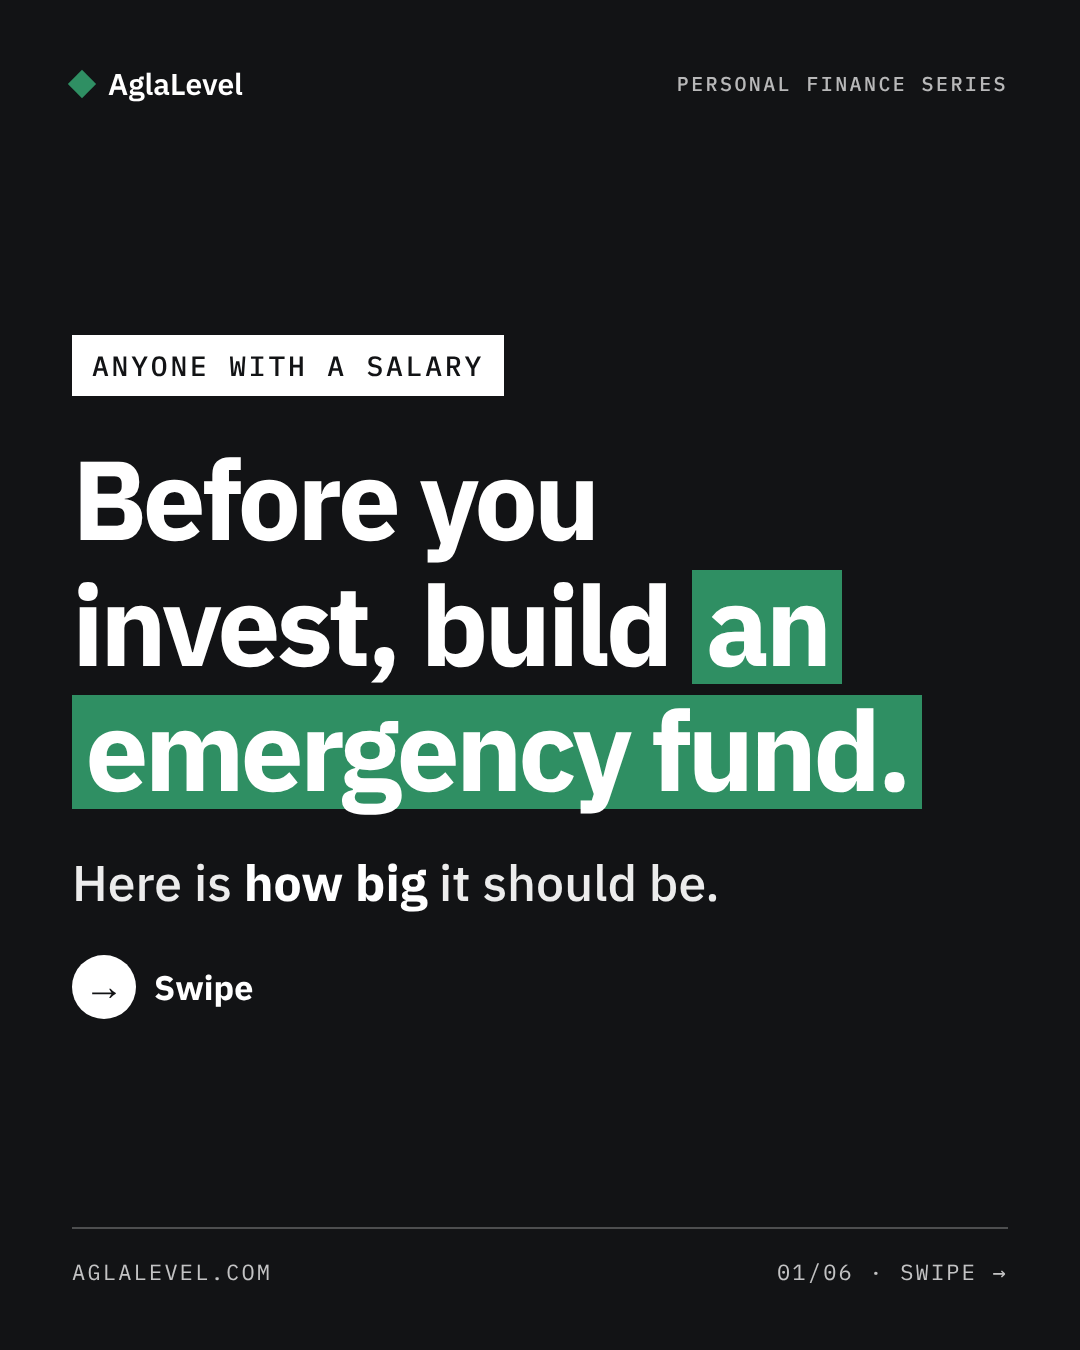 AglaLevel
PERSONAL FINANCE SERIES
ANYONE WITH A SALARY
Before you
invest, build an
emergency fund.
Here is how big it should be.
→ Swipe
AGLALEVEL.COM
01/06 · SWIPE →